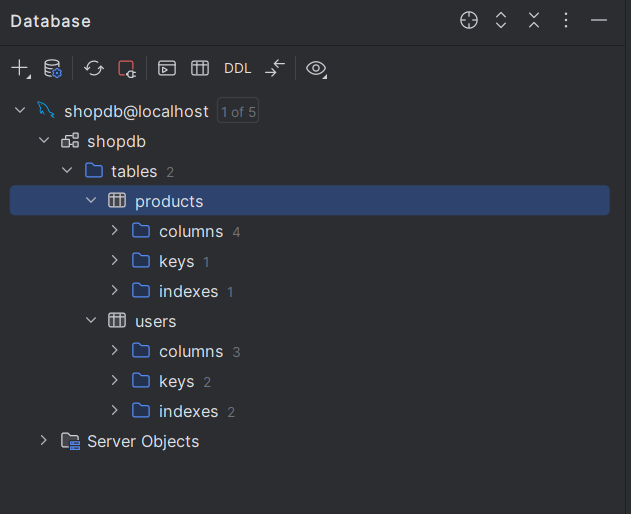 Database
DDL
shopdb@localhost 1 of 5
shopdb
tables 2
products
columns 4
keys 1
indexes 1
users
columns 3
keys 2
indexes 2
Server Objects